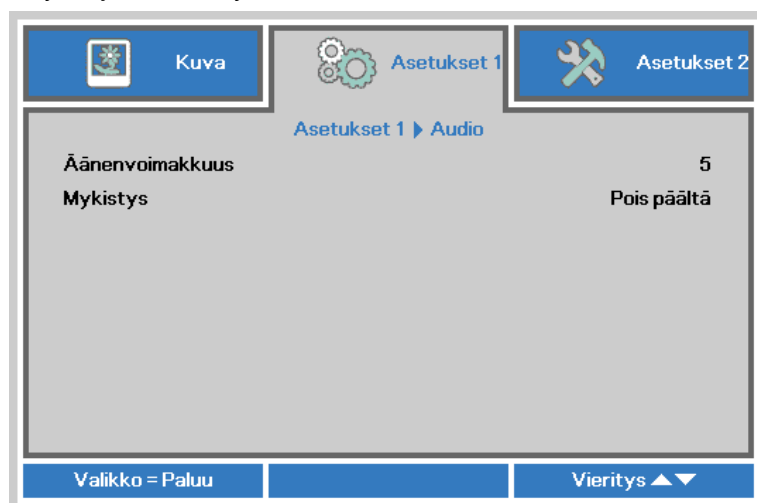 Kuva Asetukset 1 Asetukset 2
Asetukset 1 ▶ Audio
Äänenvoimakkuus 5
Mykistys Pois päältä
Valikko = Paluu Vieritys ▲▼